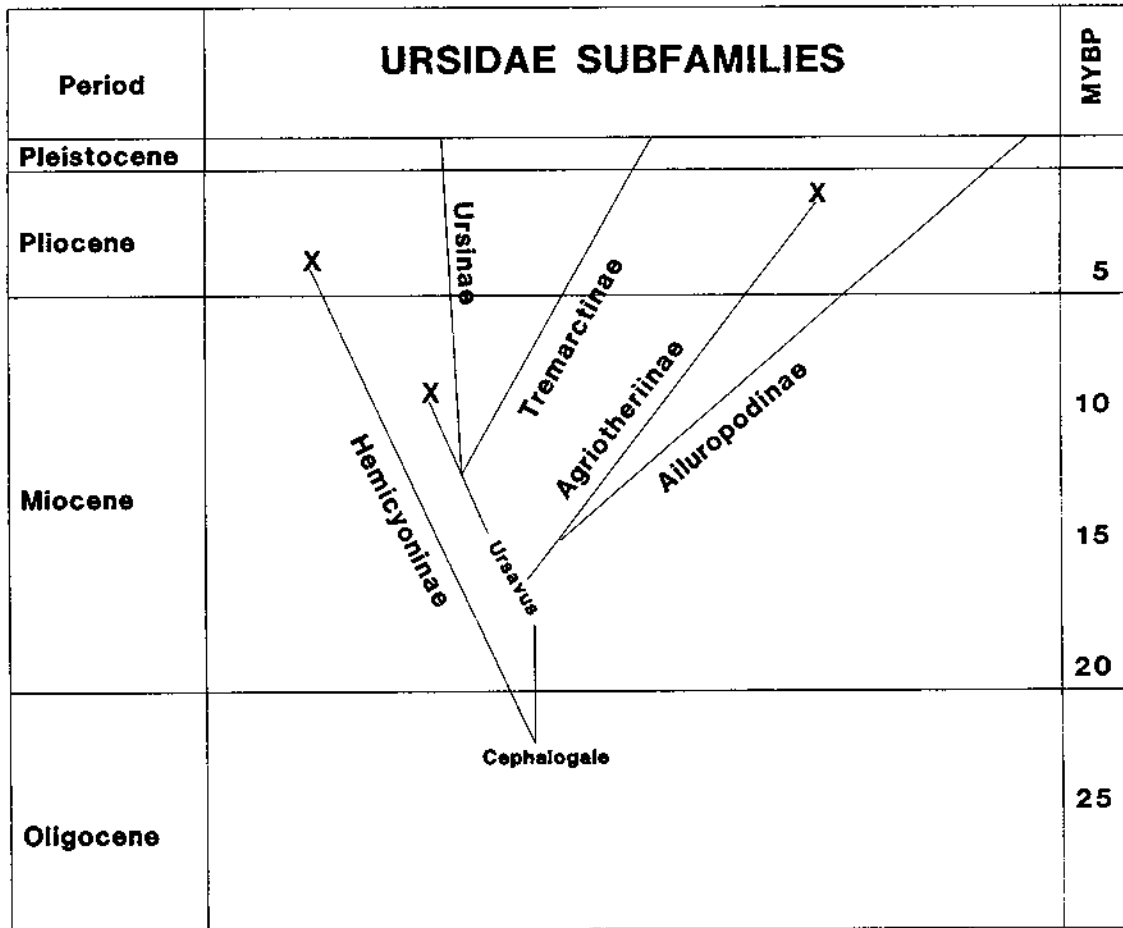 Period
URSIDAE SUBFAMILIES
MYBP
Pleistocene
Pliocene
Miocene
Oligocene
X
X
X
Ursinae
Tremarctinae
Agriotheriinae
Ailuropodinae
Hemicyoninae
Ursavus
Cephalogale
5
10
15
20
25